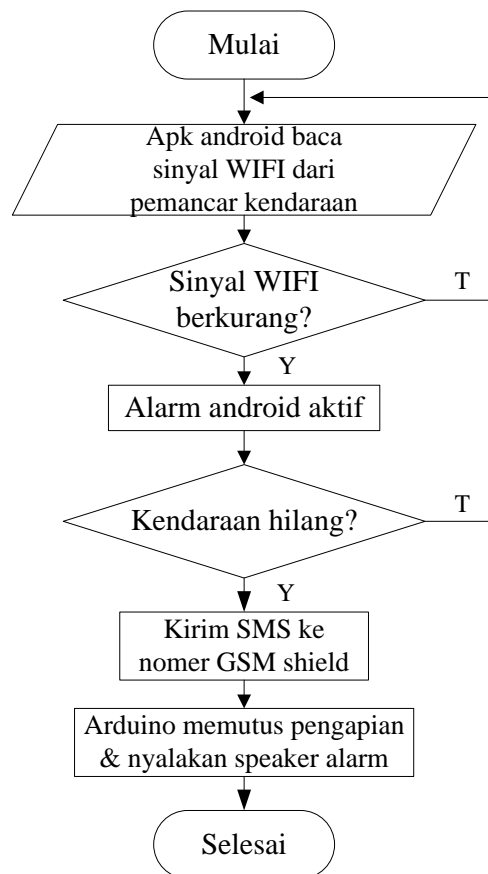 Mulai
Apk android baca
sinyal WIFI dari
pemancar kendaraan
Sinyal WIFI
berkurang?
T
Y
Alarm android aktif
Kendaraan hilang?
T
Y
Kirim SMS ke
nomer GSM shield
Arduino memutus pengapian
& nyalakan speaker alarm
Selesai